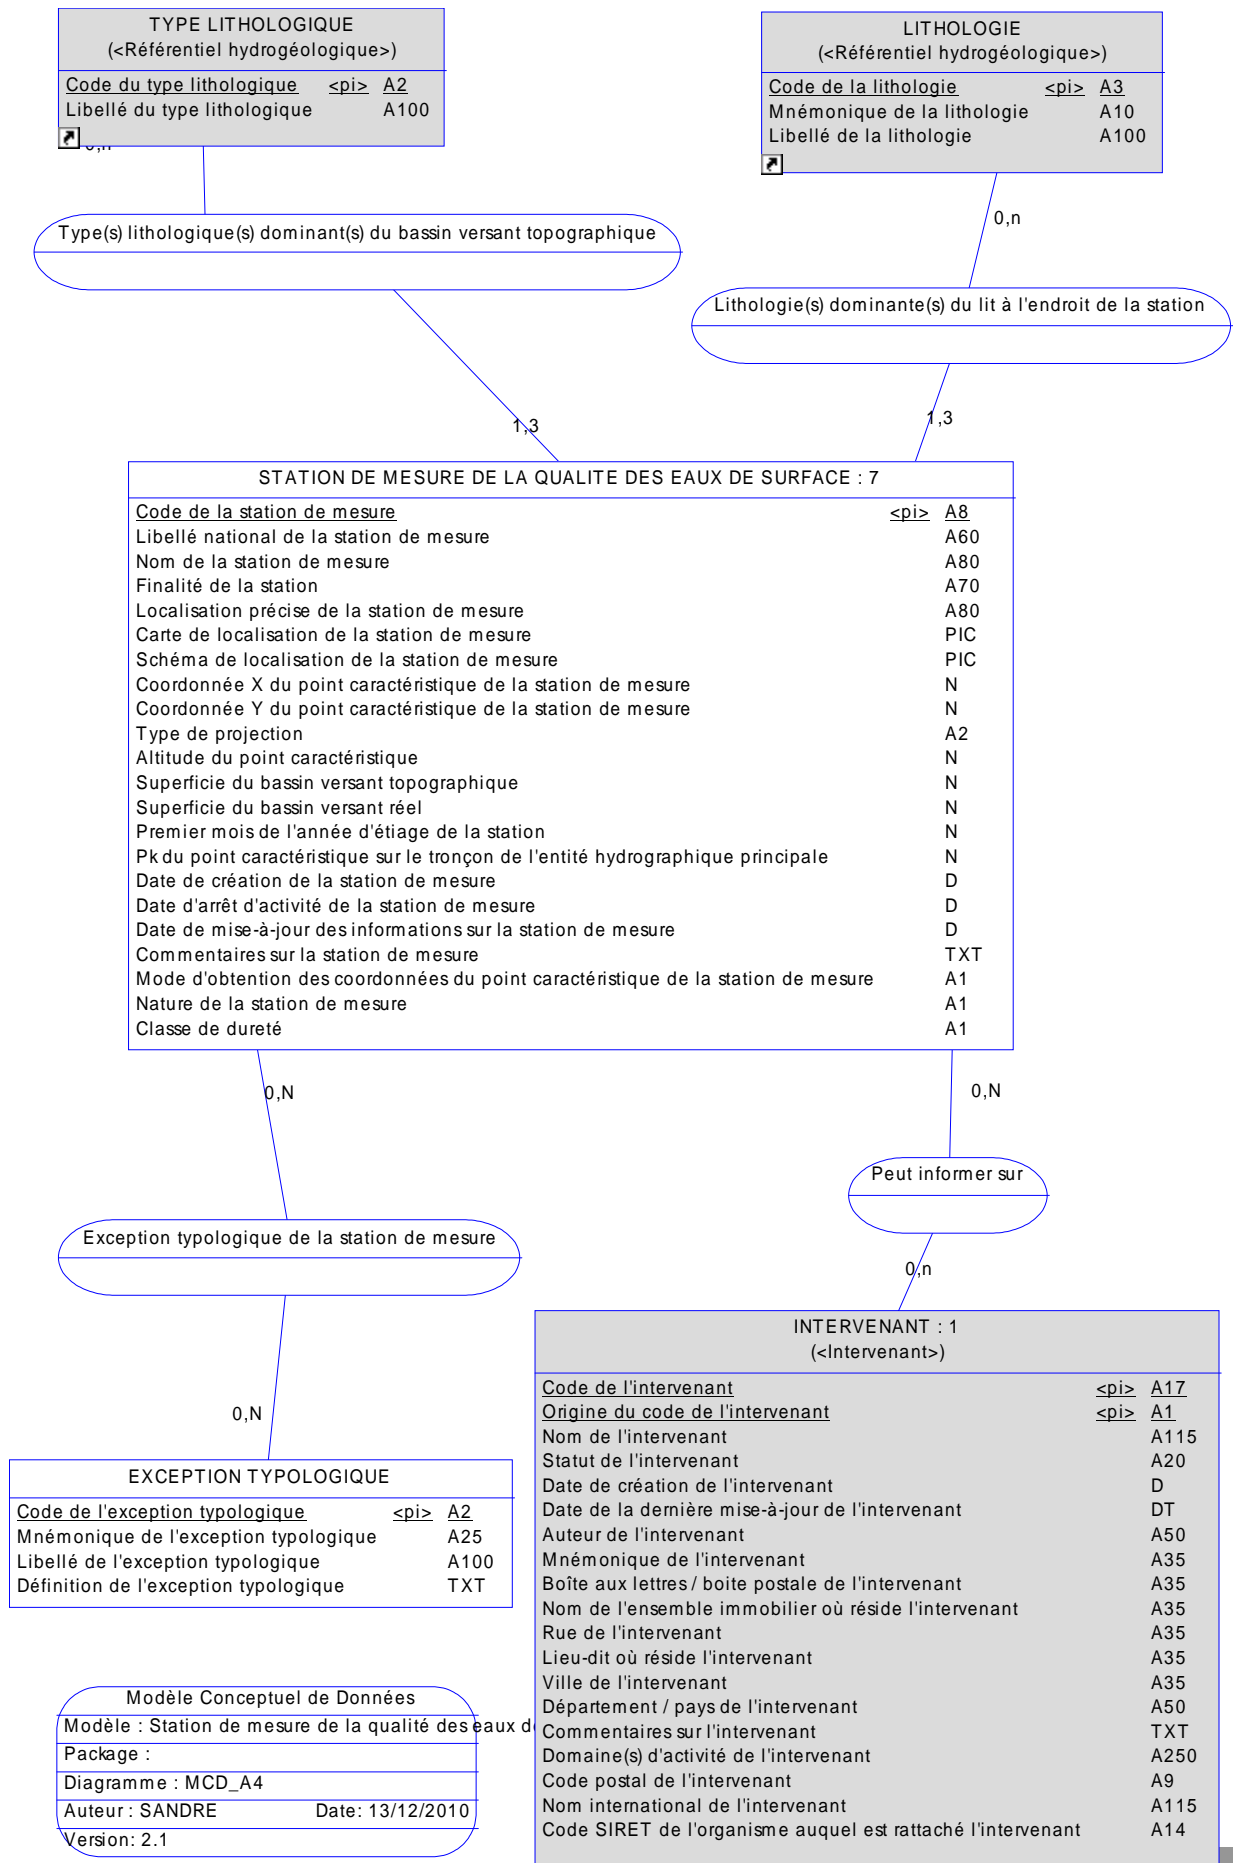 TYPE LITHOLOGIQUE
(<Référentiel hydrogéologique>)
Code du type lithologique <pi> A2
Libellé du type lithologique A100
0,n
LITHOLOGIE
(<Référentiel hydrogéologique>)
Code de la lithologie <pi> A3
Mnémonique de la lithologie A10
Libellé de la lithologie A100
0,n
Type(s) lithologique(s) dominant(s) du bassin versant topographique
Lithologie(s) dominante(s) du lit à l'endroit de la station
1,3
1,3
STATION DE MESURE DE LA QUALITE DES EAUX DE SURFACE : 7
Code de la station de mesure <pi> A8
Libellé national de la station de mesure A60
Nom de la station de mesure A80
Finalité de la station A70
Localisation précise de la station de mesure A80
Carte de localisation de la station de mesure PIC
Schéma de localisation de la station de mesure PIC
Coordonnée X du point caractéristique de la station de mesure N
Coordonnée Y du point caractéristique de la station de mesure N
Type de projection A2
Altitude du point caractéristique N
Superficie du bassin versant topographique N
Superficie du bassin versant réel N
Premier mois de l'année d'étiage de la station N
Pk du point caractéristique sur le tronçon de l'entité hydrographique principale N
Date de création de la station de mesure D
Date d'arrêt d'activité de la station de mesure D
Date de mise-à-jour des informations sur la station de mesure D
Commentaires sur la station de mesure TXT
Mode d'obtention des coordonnées du point caractéristique de la station de mesure A1
Nature de la station de mesure A1
Classe de dureté A1
0,N
0,N
Peut informer sur
0,n
Exception typologique de la station de mesure
0,N
EXCEPTION TYPOLOGIQUE
Code de l'exception typologique <pi> A2
Mnémonique de l'exception typologique A25
Libellé de l'exception typologique A100
Définition de l'exception typologique TXT
INTERVENANT : 1
(<Intervenant>)
Code de l'intervenant <pi> A17
Origine du code de l'intervenant <pi> A1
Nom de l'intervenant A115
Statut de l'intervenant A20
Date de création de l'intervenant D
Date de la dernière mise-à-jour de l'intervenant DT
Auteur de l'intervenant A50
Mnémonique de l'intervenant A35
Boîte aux lettres / boite postale de l'intervenant A35
Nom de l'ensemble immobilier où réside l'intervenant A35
Rue de l'intervenant A35
Lieu-dit où réside l'intervenant A35
Ville de l'intervenant A35
Département / pays de l'intervenant A50
Commentaires sur l'intervenant TXT
Domaine(s) d'activité de l'intervenant A250
Code postal de l'intervenant A9
Nom international de l'intervenant A115
Code SIRET de l'organisme auquel est rattaché l'intervenant A14
Modèle Conceptuel de Données
Modèle : Station de mesure de la qualité des eaux
Package :
Diagramme : MCD_A4
Auteur : SANDRE Date: 13/12/2010
Version: 2.1